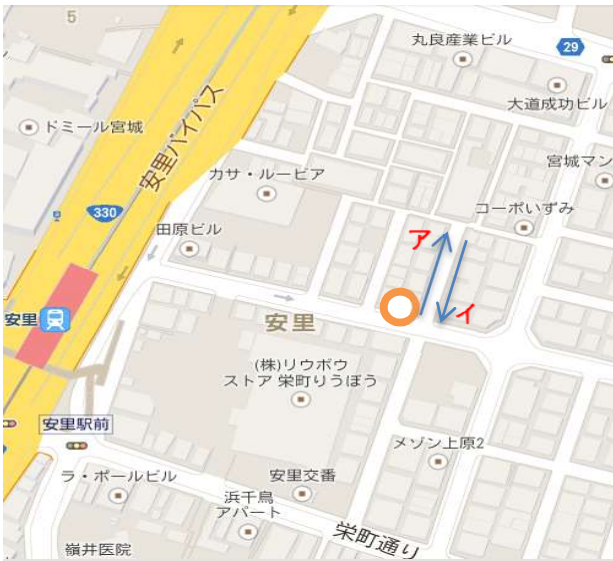 5
丸良産業ビル
29
大道成功ビル
ドミール宮城
安里バイパス
宮城マン
カサ・ルービア
コーポいずみ
330
田原ビル
ア
イ
安里
安里
(株)リウボウ
ストア 栄町りうぼう
安里駅前
メゾン上原2
ラ・ポールビル
安里交番
浜千鳥
アパート
栄町通り
嶺井医院